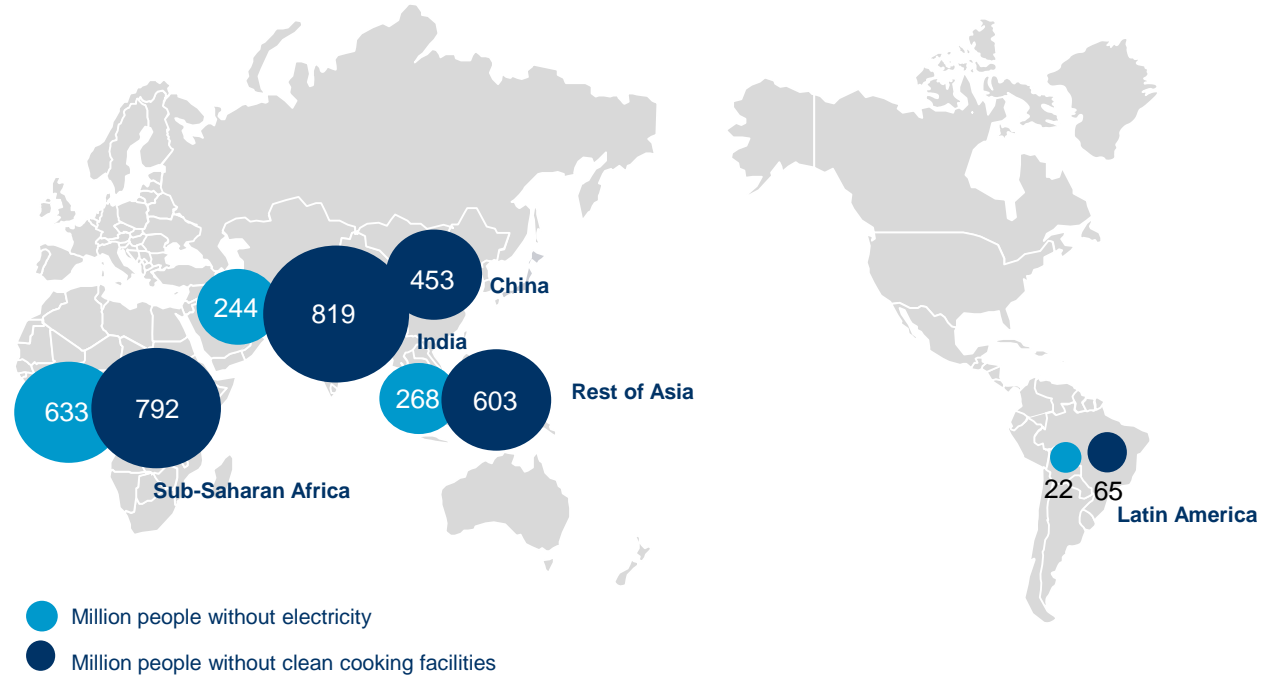 453
China
244
819
India
268
603
Rest of Asia
633
792
Sub-Saharan Africa
22
65
Latin America
Million people without electricity
Million people without clean cooking facilities